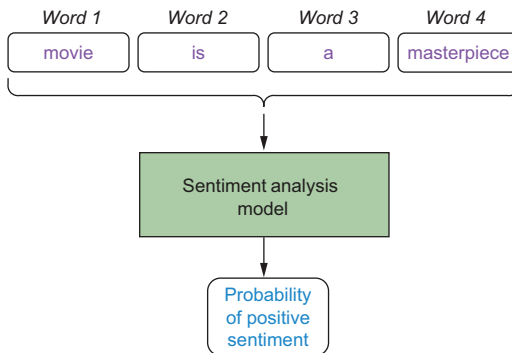 Word 1 Word 2 Word 3 Word 4
movie is a masterpiece
Sentiment analysis
model
Probability
of positive
sentiment